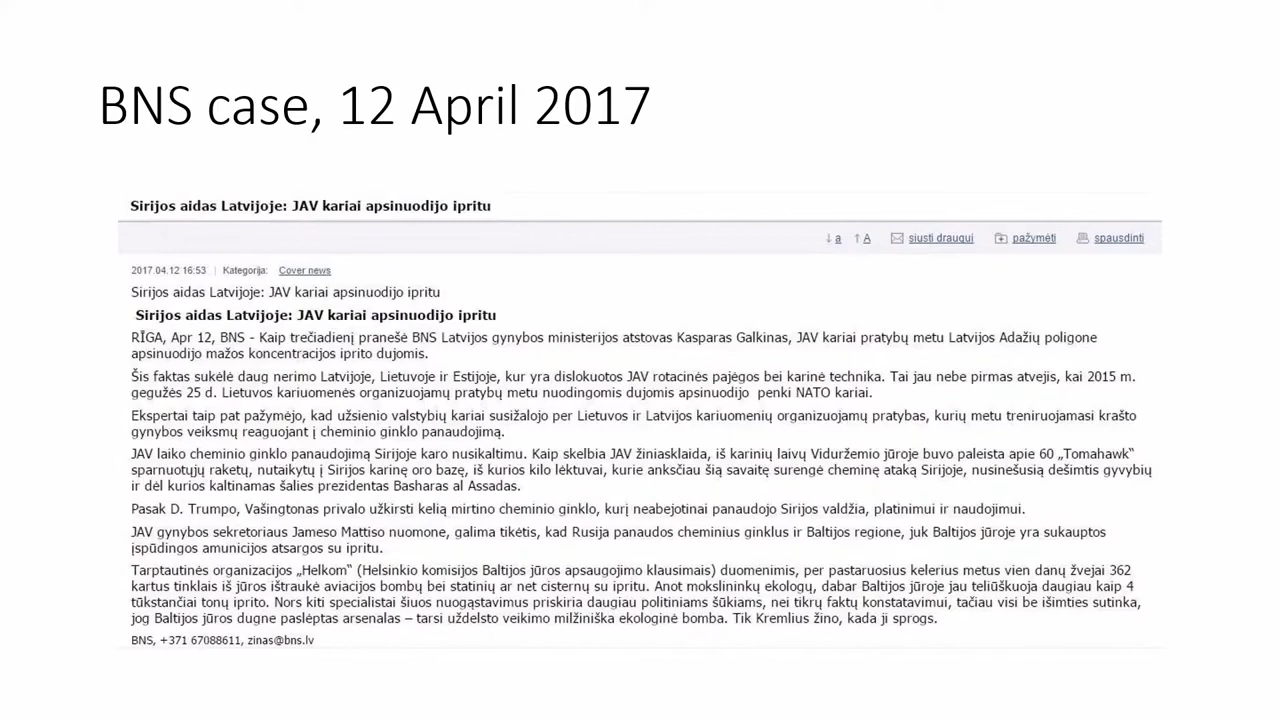 BNS case, 12 April 2017
Sirijos aidas Latvijoje: JAV kariai apsinuodijo ipritu
↓ a ↑ A siusti draugui pažymėti spausdinti
2017.04.12 16:53 | Kategorija: Cover news
Sirijos aidas Latvijoje: JAV kariai apsinuodijo ipritu
Sirijos aidas Latvijoje: JAV kariai apsinuodijo ipritu
RĪGA, Apr 12, BNS - Kaip trečiadienį pranešė BNS Latvijos gynybos ministerijos atstovas Kasparas Galkinas, JAV kariai pratybų metu Latvijos Adažių poligone
apsinuodijo mažos koncentracijos iprito dujomis.
Šis faktas sukėlė daug nerimo Latvijoje, Lietuvoje ir Estijoje, kur yra dislokuotos JAV rotacinės pajėgos bei karinė technika. Tai jau nebe pirmas atvejis, kai 2015 m.
gegužės 25 d. Lietuvos kariuomenės organizuojamų pratybų metu nuodingomis dujomis apsinuodijo penki NATO kariai.
Ekspertai taip pat pažymėjo, kad užsienio valstybių kariai susižalojo per Lietuvos ir Latvijos kariuomenių organizuojamų pratybas, kurių metu treniruojamasi krašto
gynybos veiksmų reaguojant į cheminio ginklo panaudojimą.
JAV laiko cheminio ginklo panaudojimą Sirijoje karo nusikaltimu. Kaip skelbia JAV žiniasklaida, iš karinių laivų Viduržemio jūroje buvo paleista apie 60 „Tomahawk“
sparnuotųjų raketų, nutaikytų į Sirijos karinę oro bazę, iš kurios kilo lėktuvai, kurie anksčiau šią savaitę surengė cheminę ataką Sirijoje, nusinešusią dešimtis gyvybių
ir dėl kurios kaltinamas šalies prezidentas Basharas al Assadas.
Pasak D. Trumpo, Vašingtonas privalo užkirsti kelią mirtino cheminio ginklo, kurį neabejotinai panaudojo Sirijos valdžia, platinimui ir naudojimui.
JAV gynybos sekretoriaus Jameso Mattiso nuomone, galima tikėtis, kad Rusija panaudos cheminius ginklus ir Baltijos regione, juk Baltijos jūroje yra sukauptos
įspūdingos amunicijos atsargos su ipritu.
Tarptautinės organizacijos „Helkom“ (Helsinkio komisijos Baltijos jūros apsaugojimo klausimais) duomenimis, per pastaruosius kelerius metus vien danų žvejai 362
kartus tinklais iš jūros ištraukė aviacijos bombų bei statinių ar net cisternų su ipritu. Anot mokslininkų ekologų, dabar Baltijos jūroje jau teliūškuoja daugiau kaip 4
tūkstančiai tonų iprito. Nors kiti specialistai šiuos nuogąstavimus priskiria daugiau politiniams šūkiams, nei tikrų faktų konstatavimui, tačiau visi be išimties sutinka,
jog Baltijos jūros dugne paslėptas arsenalas – tarsi uždelsto veikimo milžiniška ekologinė bomba. Tik Kremlius žino, kada ji sprogs.
BNS, +371 67088611, zinas@bns.lv